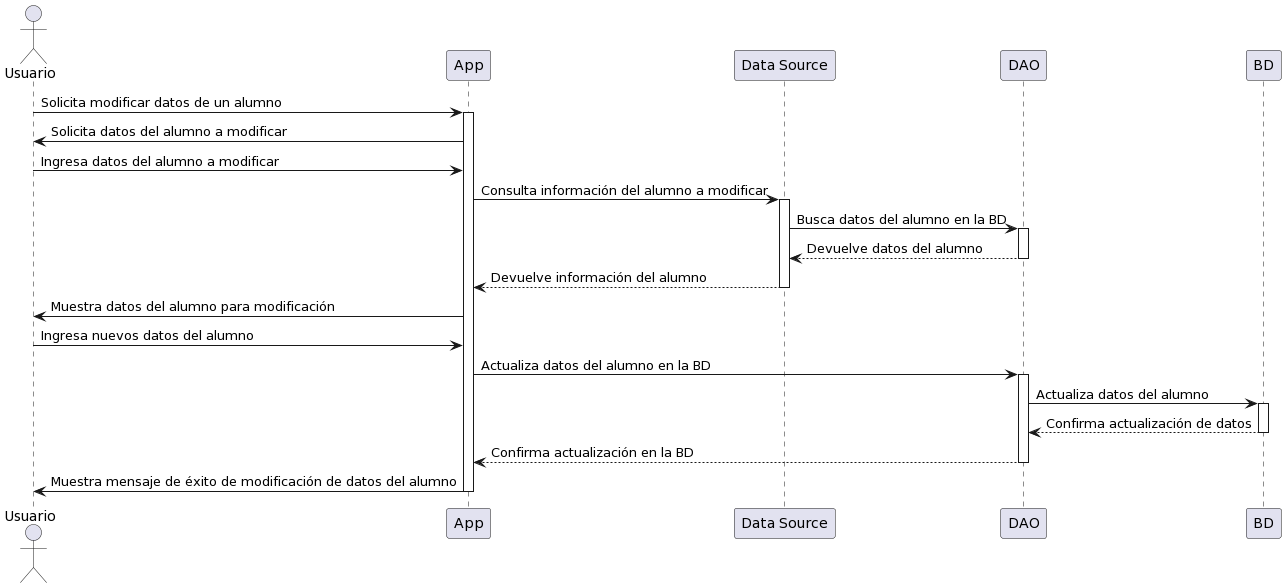 Usuario
App
Data Source
DAO
BD
Solicita modificar datos de un alumno
Solicita datos del alumno a modificar
Ingresa datos del alumno a modificar
Consulta información del alumno a modificar
Busca datos del alumno en la BD
Devuelve datos del alumno
Devuelve información del alumno
Muestra datos del alumno para modificación
Ingresa nuevos datos del alumno
Actualiza datos del alumno en la BD
Actualiza datos del alumno
Confirma actualización de datos
Confirma actualización en la BD
Muestra mensaje de éxito de modificación de datos del alumno
Usuario
App
Data Source
DAO
BD